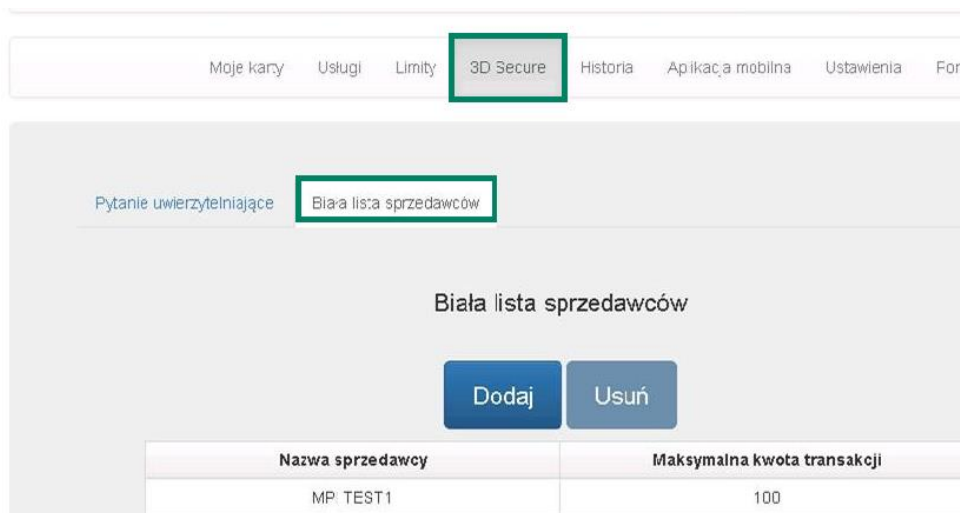 Moje karty Usługi Limity 3D Secure Historia Aplikacja mobilna Ustawienia
Pytanie uwierzytelniające Biała lista sprzedawców
Biała lista sprzedawców
Dodaj Usuń
Nazwa sprzedawcy Maksymalna kwota transakcji
MPI TEST1 100